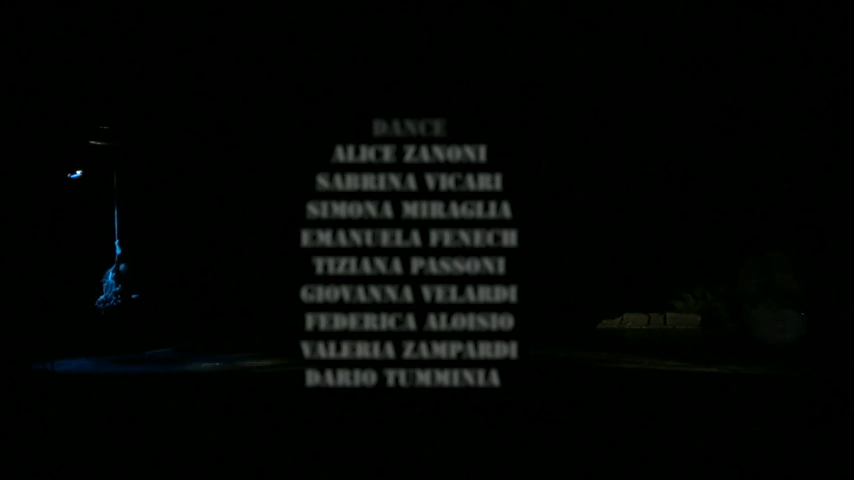 DANCE
ALICE ZANONI
SABRINA VICARI
SIMONA MIRAGLIA
EMANUELA FENECH
TIZIANA PASSONI
GIOVANNA VELARDI
FEDERICA ALOISIO
VALERIA ZAMPARDI
DARIO TUMMINIA